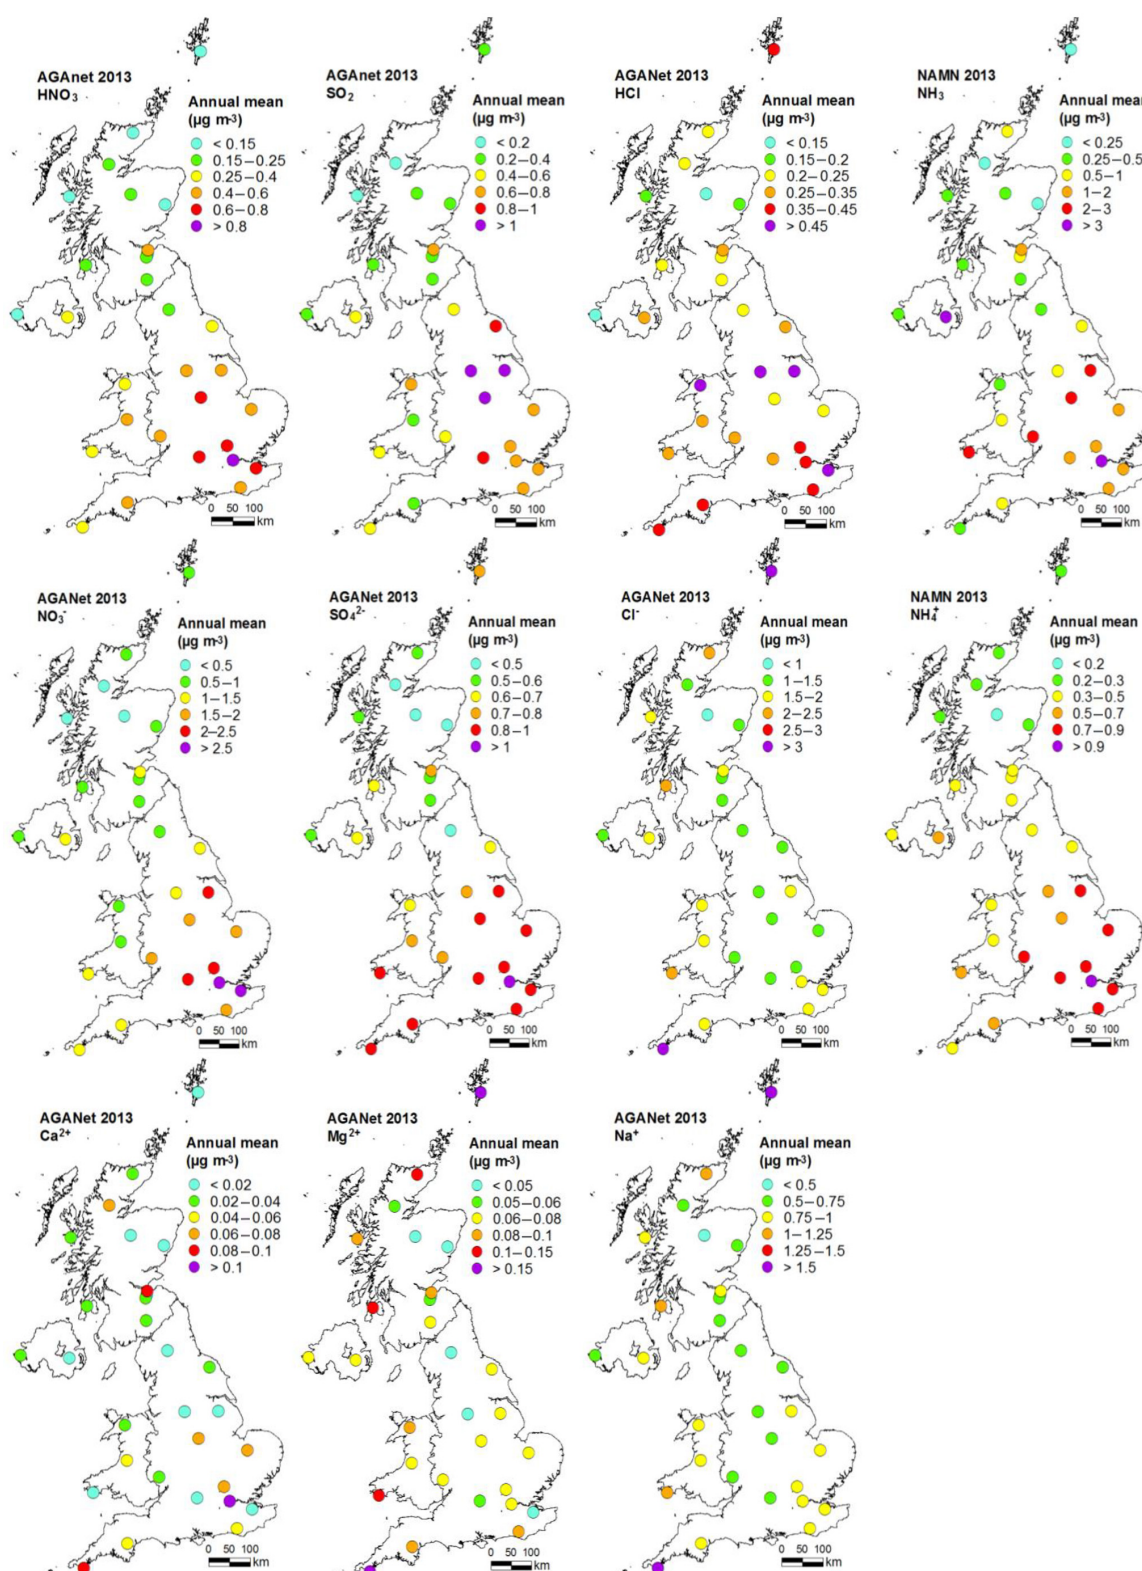 AGAnet 2013
HNO3
Annual mean
(µg m-3)
< 0.15
0.15–0.25
0.25–0.4
0.4–0.6
0.6–0.8
> 0.8
0 50 100
km
AGANet 2013
SO2
Annual mean
(µg m-3)
< 0.2
0.2–0.4
0.4–0.6
0.6–0.8
0.8–1
> 1
0 50 100
km
AGANet 2013
HCl
Annual mean
(µg m-3)
< 0.15
0.15–0.2
0.2–0.25
0.25–0.35
0.35–0.45
> 0.45
0 50 100
km
NAMN 2013
NH3
Annual mean
(µg m-3)
< 0.25
0.25–0.5
0.5–1
1–2
2–3
> 3
0 50 100
km
AGANet 2013
NO3-
Annual mean
(µg m-3)
< 0.5
0.5–1
1–1.5
1.5–2
2–2.5
> 2.5
0 50 100
km
AGANet 2013
SO42-
Annual mean
(µg m-3)
< 0.5
0.5–0.6
0.6–0.7
0.7–0.8
0.8–1
> 1
0 50 100
km
AGANet 2013
Cl-
Annual mean
(µg m-3)
< 1
1–1.5
1.5–2
2–2.5
2.5–3
> 3
0 50 100
km
NAMN 2013
NH4+
Annual mean
(µg m-3)
< 0.2
0.2–0.3
0.3–0.5
0.5–0.7
0.7–0.9
> 0.9
0 50 100
km
AGANet 2013
Ca2+
Annual mean
(µg m-3)
< 0.02
0.02–0.04
0.04–0.06
0.06–0.08
0.08–0.1
> 0.1
0 50 100
km
AGANet 2013
Mg2+
Annual mean
(µg m-3)
< 0.05
0.05–0.06
0.06–0.08
0.08–0.1
0.1–0.15
> 0.15
0 50 100
km
AGANet 2013
Na+
Annual mean
(µg m-3)
< 0.5
0.5–0.75
0.75–1
1–1.25
1.25–1.5
> 1.5
0 50 100
km